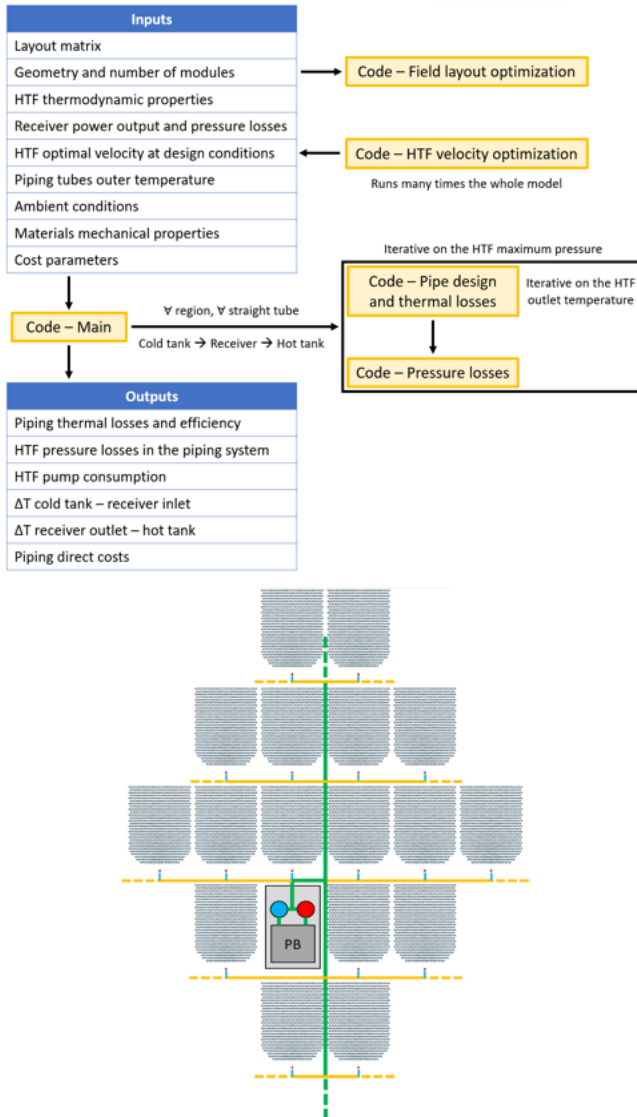 Inputs
Layout matrix
Geometry and number of modules
HTF thermodynamic properties
Receiver power output and pressure losses
HTF optimal velocity at design conditions
Piping tubes outer temperature
Ambient conditions
Materials mechanical properties
Cost parameters
Code – Field layout optimization
Code – HTF velocity optimization
Runs many times the whole model
Iterative on the HTF maximum pressure
Code – Pipe design
and thermal losses
Iterative on the HTF
outlet temperature
Code – Main
∀ region, ∀ straight tube
Cold tank → Receiver → Hot tank
Code – Pressure losses
Outputs
Piping thermal losses and efficiency
HTF pressure losses in the piping system
HTF pump consumption
ΔT cold tank – receiver inlet
ΔT receiver outlet – hot tank
Piping direct costs
PB